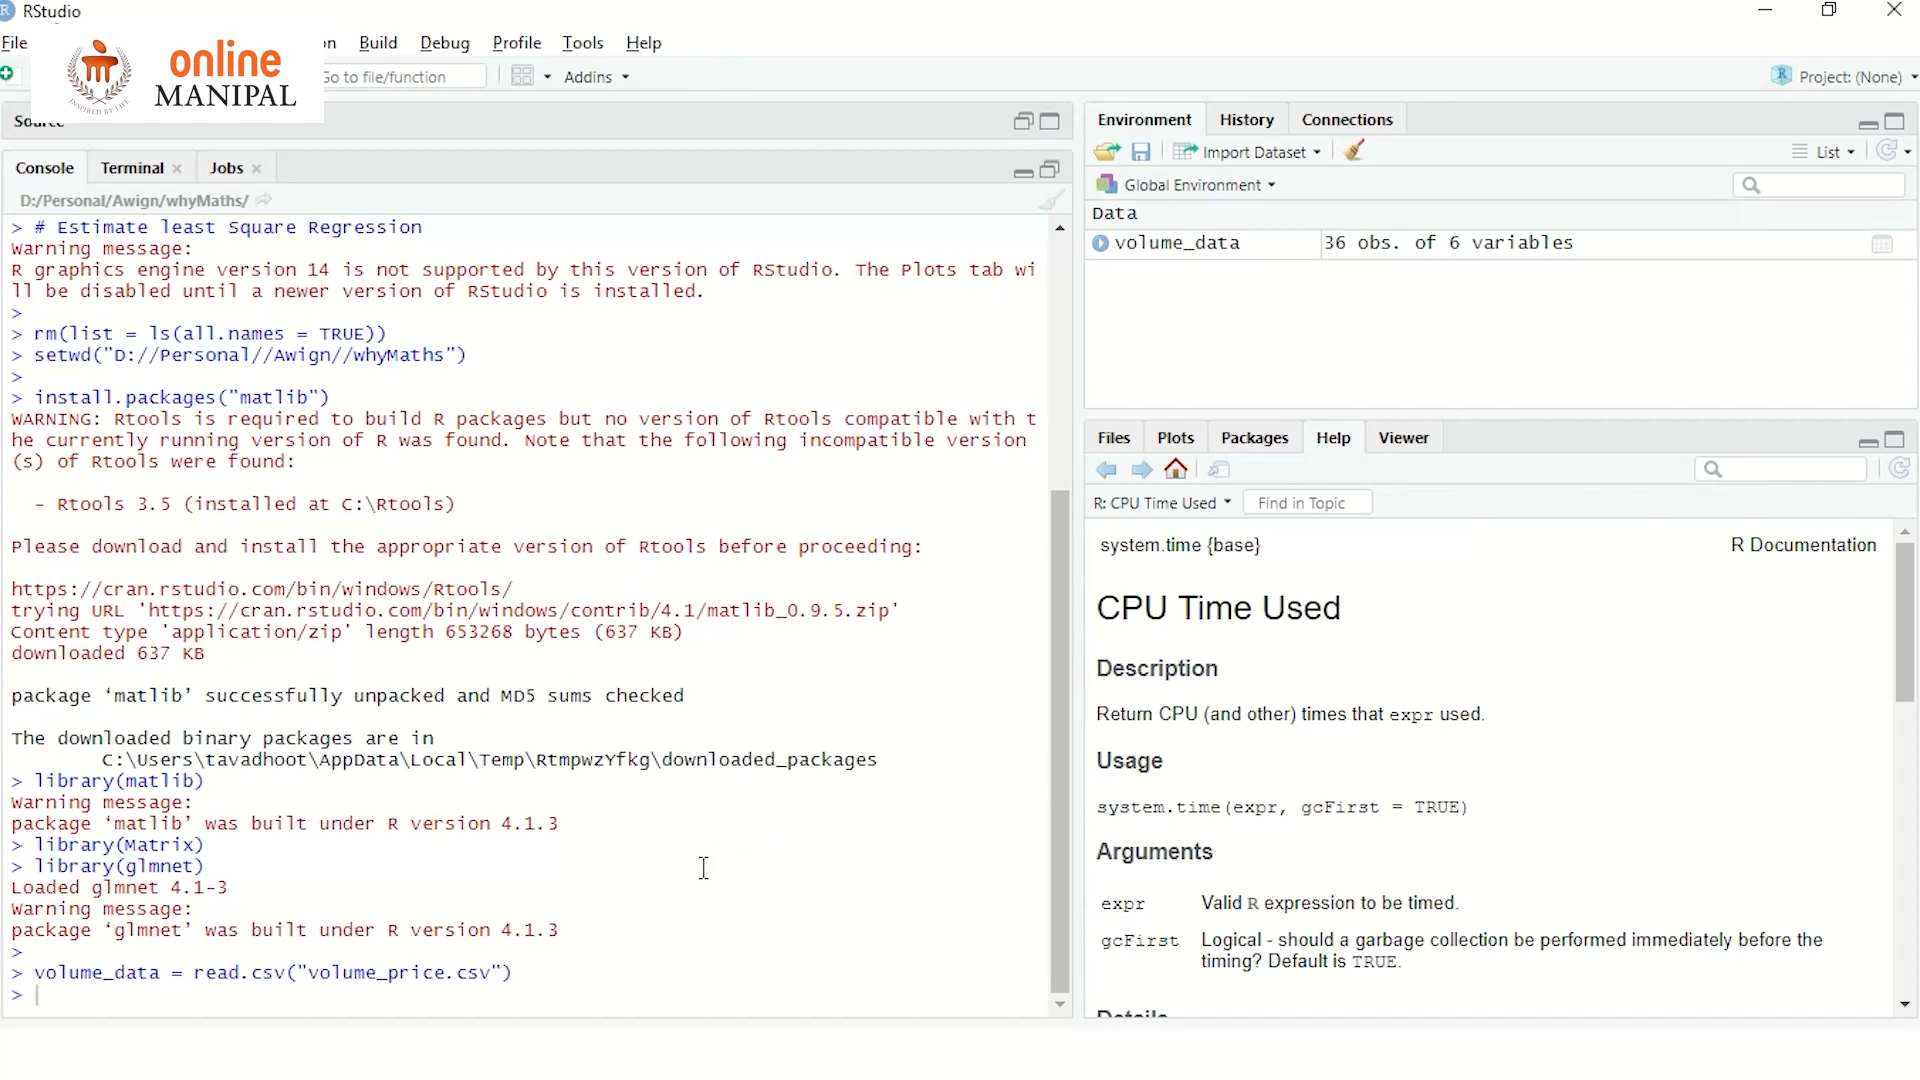 RStudio
File
Build Debug Profile Tools Help
online
MANIPAL
INSPIRED BY LIFE
Go to file/function
Addins
Project: (None)
Console Terminal Jobs
D:/Personal/Awign/whyMaths/
> # Estimate least Square Regression
Warning message:
R graphics engine version 14 is not supported by this version of RStudio. The Plots tab wi
ll be disabled until a newer version of RStudio is installed.
>
> rm(list = ls(all.names = TRUE))
> setwd("D://Personal//Awign//whyMaths")
>
> install.packages("matlib")
WARNING: Rtools is required to build R packages but no version of Rtools compatible with t
he currently running version of R was found. Note that the following incompatible version
(s) of Rtools were found:
- Rtools 3.5 (installed at C:\Rtools)
Please download and install the appropriate version of Rtools before proceeding:
https://cran.rstudio.com/bin/windows/Rtools/
trying URL 'https://cran.rstudio.com/bin/windows/contrib/4.1/matlib_0.9.5.zip'
Content type 'application/zip' length 653268 bytes (637 KB)
downloaded 637 KB
package ‘matlib’ successfully unpacked and MD5 sums checked
The downloaded binary packages are in
C:\Users\tavadhoot\AppData\Local\Temp\RtmpwzYfkg\downloaded_packages
> library(matlib)
Warning message:
package ‘matlib’ was built under R version 4.1.3
> library(Matrix)
> library(glmnet)
Loaded glmnet 4.1-3
Warning message:
package ‘glmnet’ was built under R version 4.1.3
>
> volume_data = read.csv("volume_price.csv")
>
Environment History Connections
Import Dataset
List
Global Environment
Data
volume_data 36 obs. of 6 variables
Files Plots Packages Help Viewer
R: CPU Time Used
Find in Topic
system.time {base}
R Documentation
CPU Time Used
Description
Return CPU (and other) times that expr used.
Usage
system.time(expr, gcFirst = TRUE)
Arguments
expr Valid R expression to be timed.
gcFirst Logical - should a garbage collection be performed immediately before the
timing? Default is TRUE.
Details